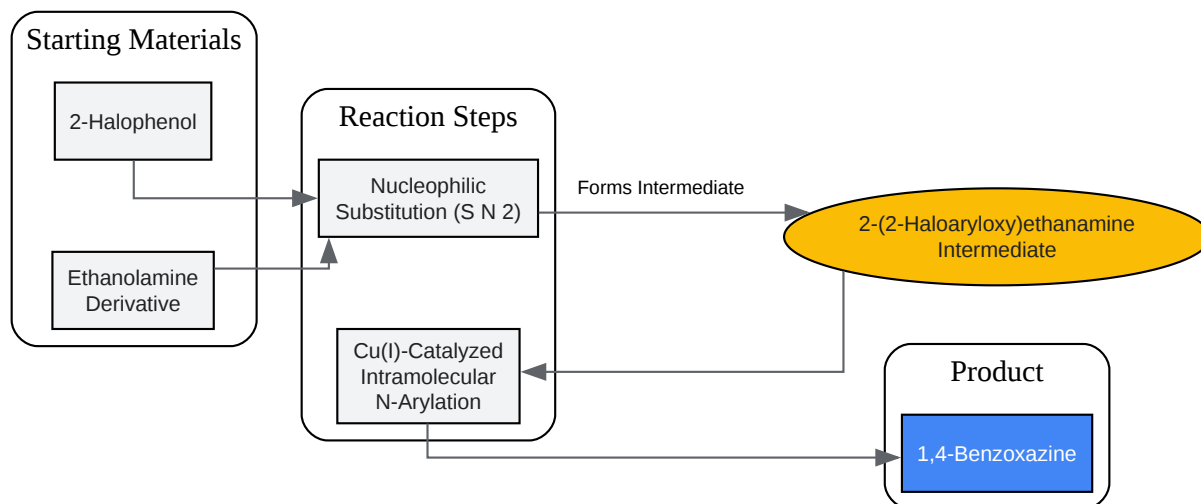 Starting Materials
2-Halophenol
Ethanolamine
Derivative
Reaction Steps
Nucleophilic
Substitution (S N 2)
Forms Intermediate
2-(2-Haloaryloxy)ethanamine
Intermediate
Cu(I)-Catalyzed
Intramolecular
N-Arylation
Product
1,4-Benzoxazine